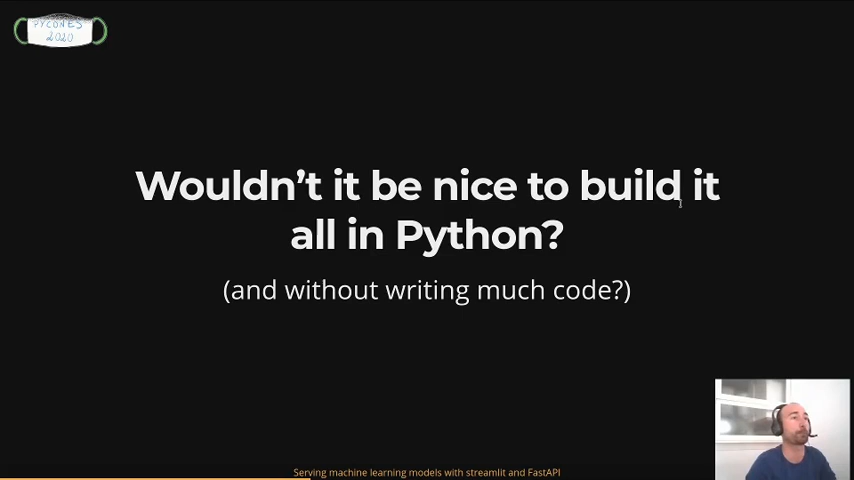 PYCONES
2020
Wouldn’t it be nice to build it
all in Python?
(and without writing much code?)
Serving machine learning models with streamlit and FastAPI